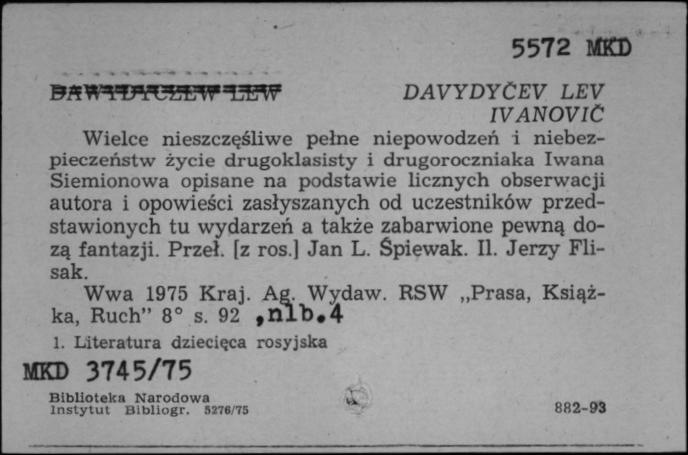 5572 MKD
DAWIDYCZEW LEW
DAVYDYČEV LEV
IVANOVIČ
Wielce nieszczęśliwe pełne niepowodzeń i niebez-
pieczeństw życie drugoklasisty i drugoroczniaka Iwana
Siemionowa opisane na podstawie licznych obserwacji
autora i opowieści zasłyszanych od uczestników przed-
stawionych tu wydarzeń a także zabarwione pewną do-
zą fantazji. Przeł. [z ros.] Jan L. Śpiewak. Il. Jerzy Fli-
sak.
Wwa 1975 Kraj. Ag. Wydaw. RSW „Prasa, Książ-
ka, Ruch” 8° s. 92 ,nlb.4
1. Literatura dziecięca rosyjska
MKD 3745/75
Biblioteka Narodowa
Instytut Bibliogr. 5276/75
882-93